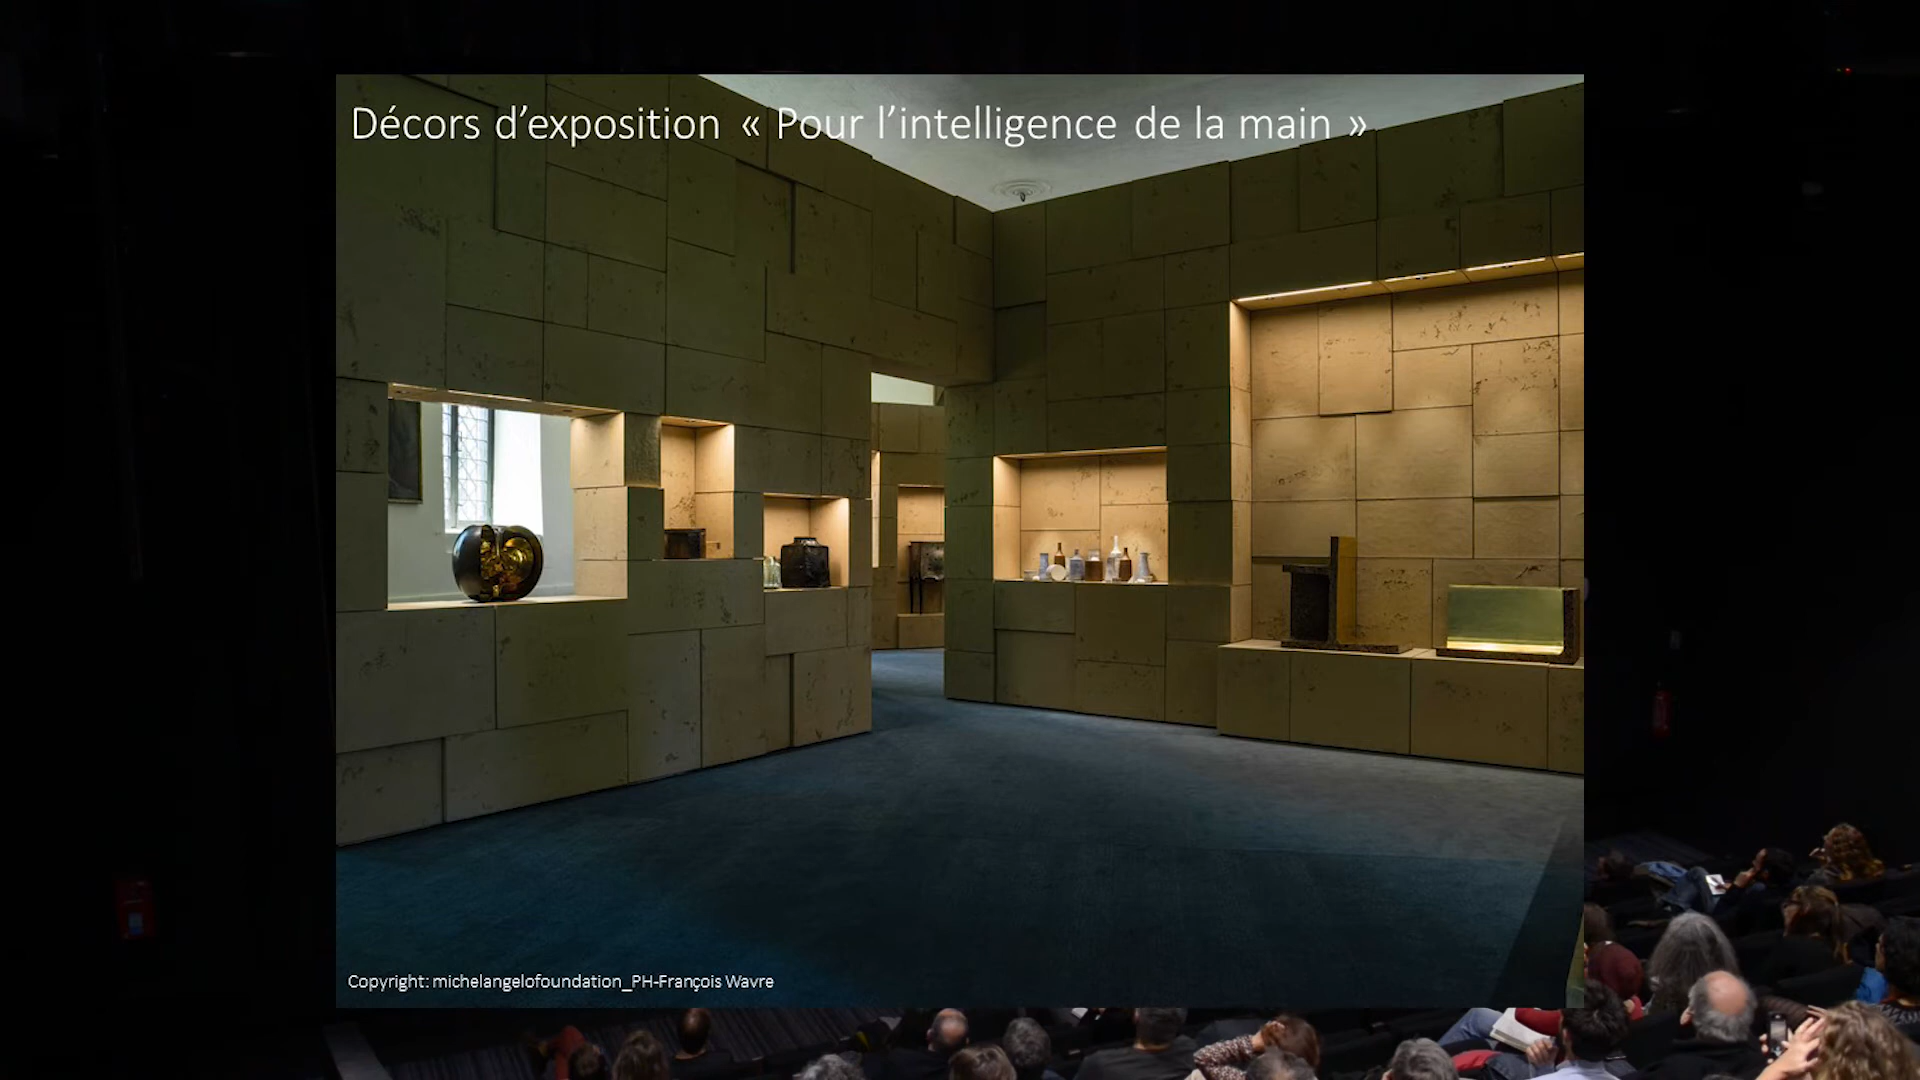 Décors d’exposition « Pour l’intelligence de la main »
Copyright: michelangelofoundation_PH-François Wavre